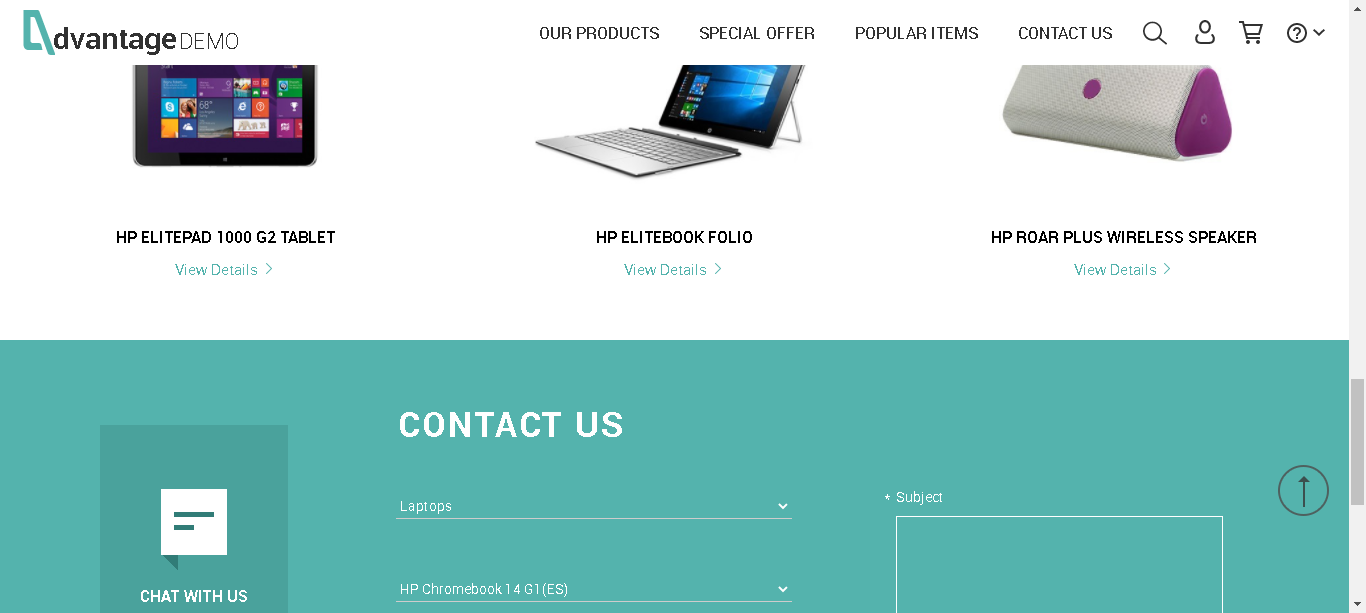 dvantage DEMO
OUR PRODUCTS SPECIAL OFFER POPULAR ITEMS CONTACT US
68°
HP ELITEPAD 1000 G2 TABLET
HP ELITEBOOK FOLIO
HP ROAR PLUS WIRELESS SPEAKER
View Details
View Details
View Details
CONTACT US
* Subject
Laptops
HP Chromebook 14 G1(ES)
CHAT WITH US